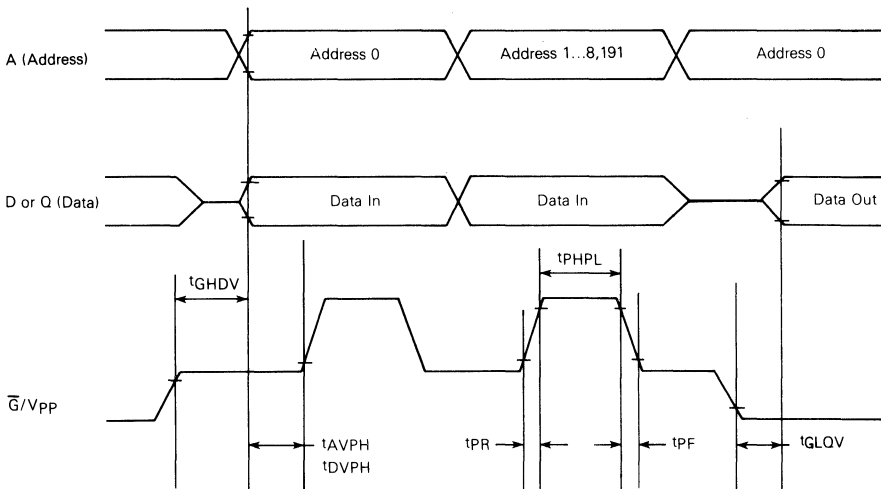 A (Address)
Address 0
Address 1...8,191
Address 0
D or Q (Data)
Data In
Data In
Data Out
tGHDV
tPHPL
G̅/VPP
tAVPH
tDVPH
tPR
tPF
tGLQV